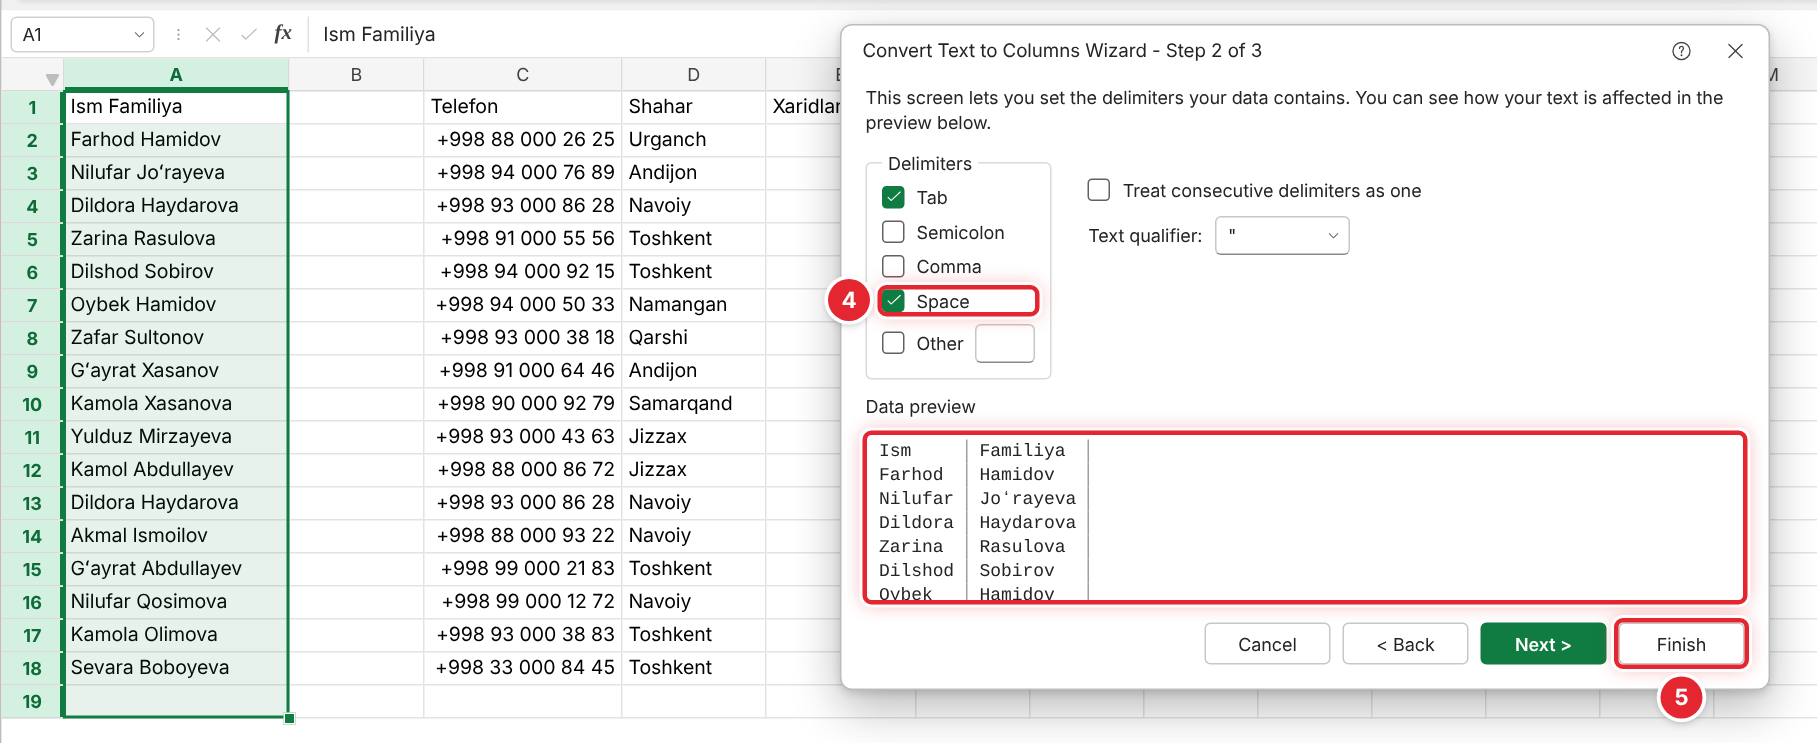 A1
fx
Ism Familiya
A B C D
Ism Familiya Telefon Shahar Xaridlar
1
2 Farhod Hamidov +998 88 000 26 25 Urganch
3 Nilufar Joʻrayeva +998 94 000 76 89 Andijon
4 Dildora Haydarova +998 93 000 86 28 Navoiy
5 Zarina Rasulova +998 91 000 55 56 Toshkent
6 Dilshod Sobirov +998 94 000 92 15 Toshkent
7 Oybek Hamidov +998 94 000 50 33 Namangan
8 Zafar Sultonov +998 93 000 38 18 Qarshi
9 Gʻayrat Xasanov +998 91 000 64 46 Andijon
10 Kamola Xasanova +998 90 000 92 79 Samarqand
11 Yulduz Mirzayeva +998 93 000 43 63 Jizzax
12 Kamol Abdullayev +998 88 000 86 72 Jizzax
13 Dildora Haydarova +998 93 000 86 28 Navoiy
14 Akmal Ismoilov +998 88 000 93 22 Navoiy
15 Gʻayrat Abdullayev +998 99 000 21 83 Toshkent
16 Nilufar Qosimova +998 99 000 12 72 Navoiy
17 Kamola Olimova +998 93 000 38 83 Toshkent
18 Sevara Boboyeva +998 33 000 84 45 Toshkent
19
Convert Text to Columns Wizard - Step 2 of 3
This screen lets you set the delimiters your data contains. You can see how your text is affected in the
preview below.
Delimiters
Tab
Semicolon
Comma
4 Space
Other
Treat consecutive delimiters as one
Text qualifier: "
Data preview
Ism Familiya
Farhod Hamidov
Nilufar Joʻrayeva
Dildora Haydarova
Zarina Rasulova
Dilshod Sobirov
Oybek Hamidov
Cancel < Back Next > Finish
5